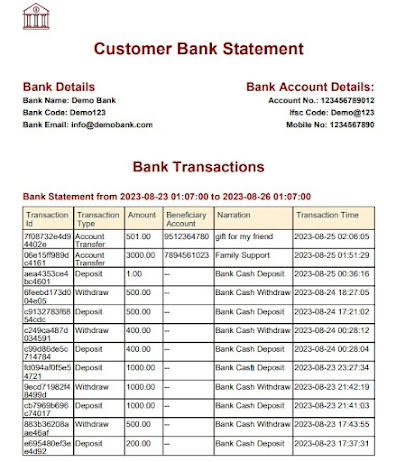 Customer Bank Statement
Bank Details
Bank Account Details:
Bank Name: Demo Bank
Account No.: 123456789012
Bank Code: Demo123
Ifsc Code: Demo@123
Bank Email: info@demobank.com
Mobile No: 1234567890
Bank Transactions
Bank Statement from 2023-08-23 01:07:00 to 2023-08-26 01:07:00
Transaction Id Transaction Type Amount Beneficiary Account Narration Transaction Time
7f08732e4d94402e Account Transfer 501.00 9512364780 gift for my friend 2023-08-25 02:06:05
06e15ff989dc4161 Account Transfer 3000.00 7894561023 Family Support 2023-08-25 01:51:29
aea4353ce4bc4601 Deposit 1.00 -- Bank Cash Deposit 2023-08-25 00:36:16
6feebd173d004e05 Withdraw 500.00 -- Bank Cash Withdraw 2023-08-24 18:27:05
c9132783f6854cdc Deposit 500.00 -- Bank Cash Deposit 2023-08-24 17:21:02
c249ca487d034591 Withdraw 400.00 -- Bank Cash Withdraw 2023-08-24 00:28:12
c99d86de5c714784 Deposit 400.00 -- Bank Cash Deposit 2023-08-24 00:28:04
fd094af0f5e54721 Deposit 1000.00 -- Bank Cash Deposit 2023-08-23 23:27:34
9ecd71982f48499d Withdraw 1000.00 -- Bank Cash Withdraw 2023-08-23 21:42:19
cb7969b696c74017 Deposit 1000.00 -- Bank Cash Deposit 2023-08-23 21:41:03
883b36208aae46af Withdraw 500.00 -- Bank Cash Withdraw 2023-08-23 17:43:55
e695480ef3ee4d92 Deposit 200.00 -- Bank Cash Deposit 2023-08-23 17:37:31